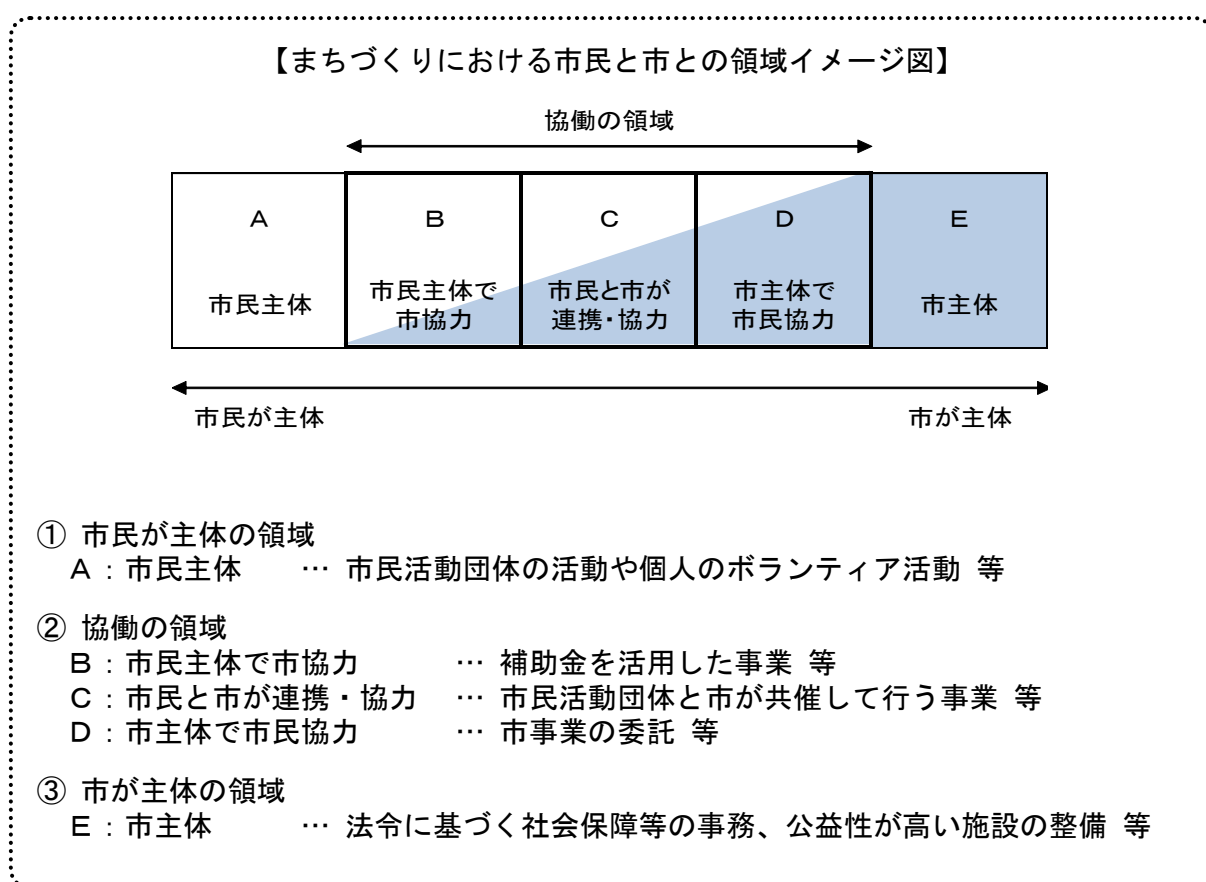 【まちづくりにおける市民と市との領域イメージ図】
協働の領域
A
B
C
D
E
市民主体
市民主体で
市協力
市民と市が
連携・協力
市主体で
市民協力
市主体
市民が主体
市が主体
① 市民が主体の領域
A：市民主体 … 市民活動団体の活動や個人のボランティア活動 等
② 協働の領域
B：市民主体で市協力 … 補助金を活用した事業 等
C：市民と市が連携・協力 … 市民活動団体と市が共催して行う事業 等
D：市主体で市民協力 … 市事業の委託 等
③ 市が主体の領域
E：市主体 … 法令に基づく社会保障等の事務、公益性が高い施設の整備 等